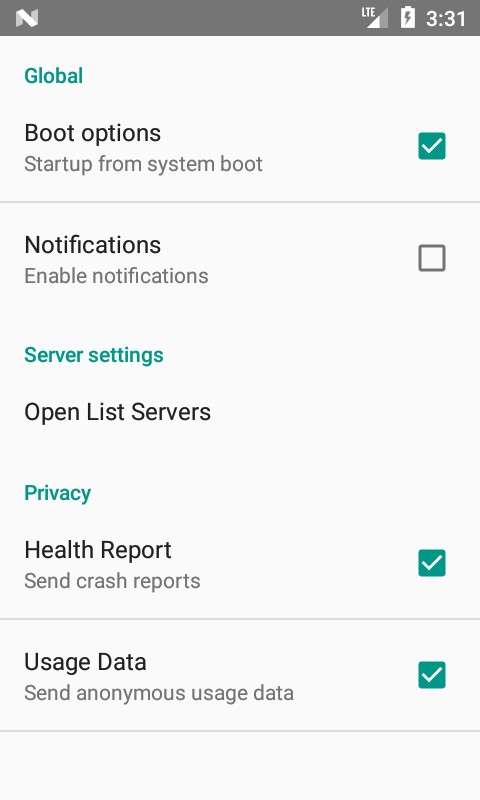 LTE 3:31
Global
Boot options
Startup from system boot
Notifications
Enable notifications
Server settings
Open List Servers
Privacy
Health Report
Send crash reports
Usage Data
Send anonymous usage data